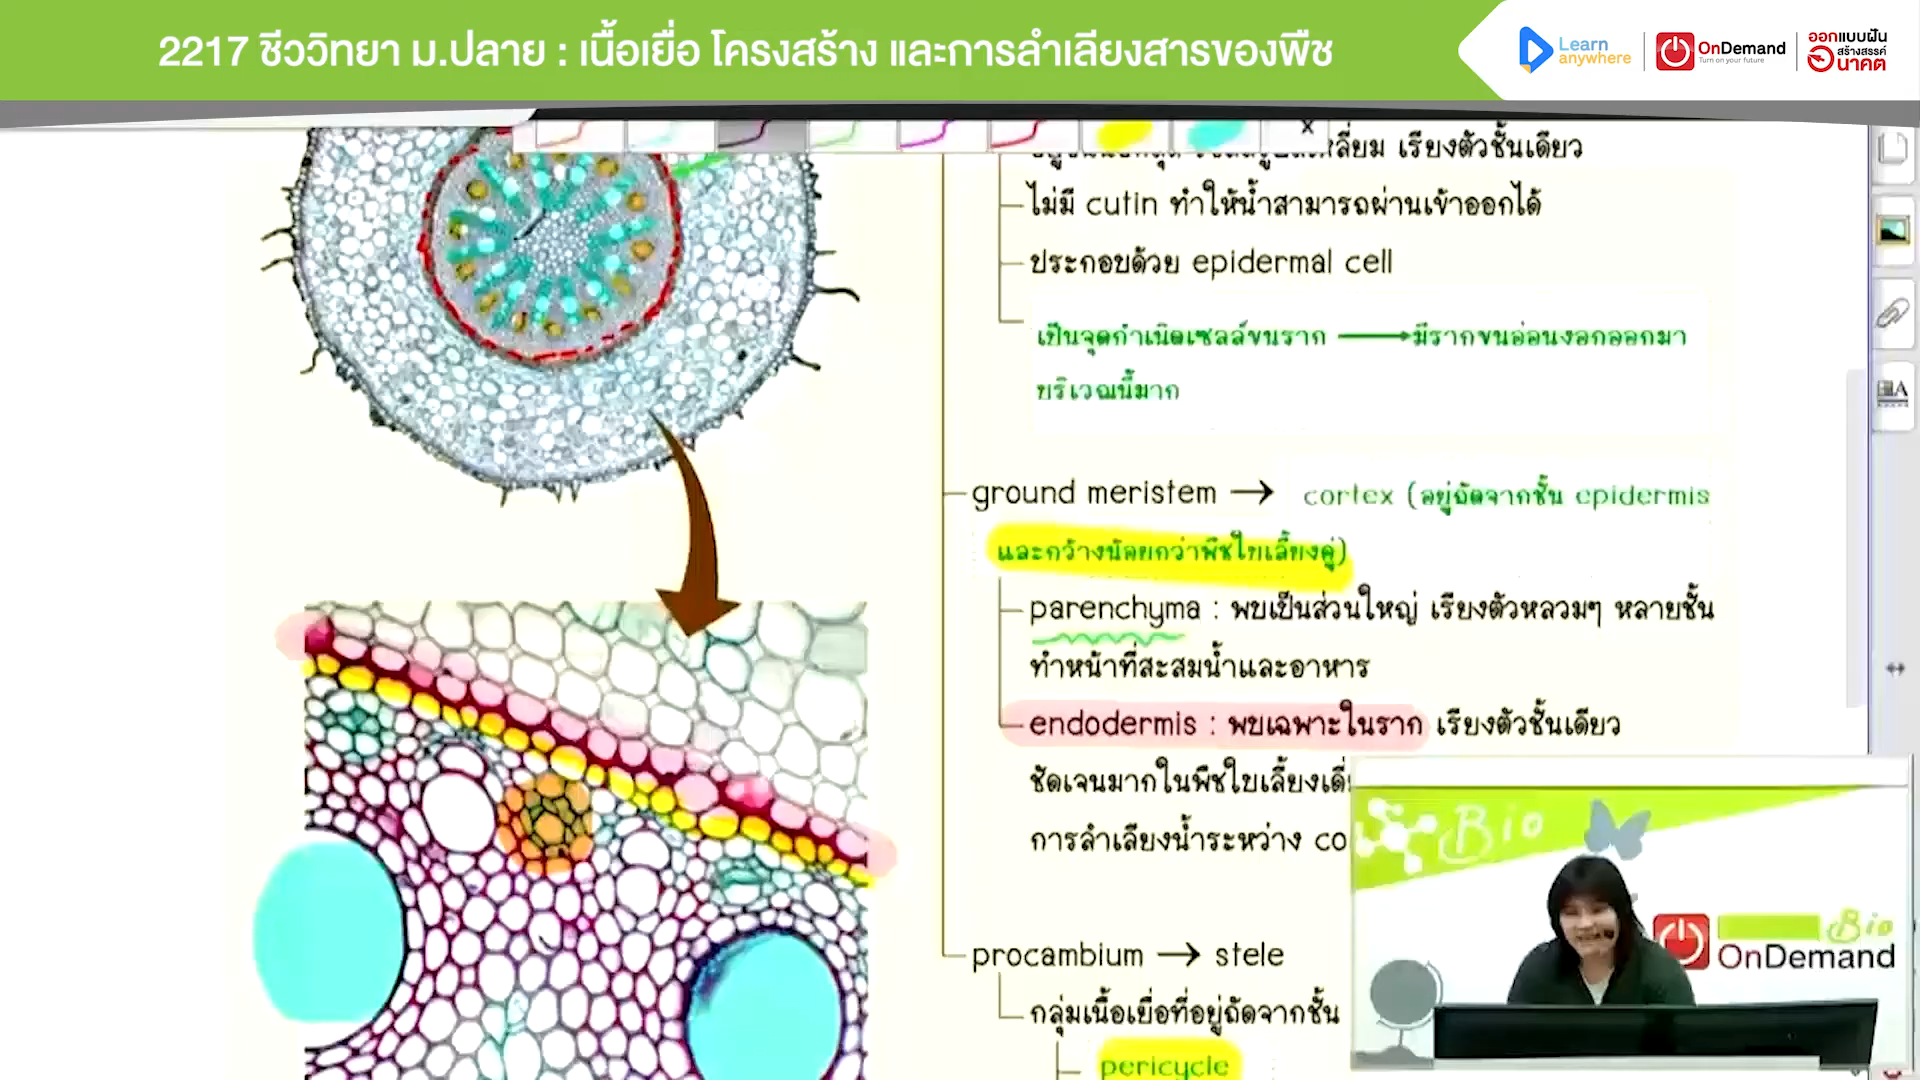 2217 ชีววิทยา ม.ปลาย : เนื้อเยื่อ โครงสร้าง และการลำเลียงสารของพืช
Learn anywhere
OnDemand
Turn on your future
ออกแบบฝัน
สร้างสรรค์
อนาคต
เหลี่ยม เรียงตัวชั้นเดียว
ไม่มี cutin ทำให้น้ำสามารถผ่านเข้าออกได้
ประกอบด้วย epidermal cell
เป็นจุดกำเนิดเซลล์ขนราก ⟶ มีรากขนอ่อนงอกออกมา
บริเวณนี้มาก
ground meristem → cortex (อยู่ถัดจากชั้น epidermis
และกว้างน้อยกว่าพืชใบเลี้ยงคู่)
parenchyma : พบเป็นส่วนใหญ่ เรียงตัวหลวมๆ หลายชั้น
ทำหน้าที่สะสมน้ำและอาหาร
endodermis : พบเฉพาะในราก เรียงตัวชั้นเดียว
ชัดเจนมากในพืชใบเลี้ยงเดี่
การลำเลียงน้ำระหว่าง co
procambium → stele
กลุ่มเนื้อเยื่อที่อยู่ถัดจากชั้น
pericycle
Bio
Bio
OnDemand